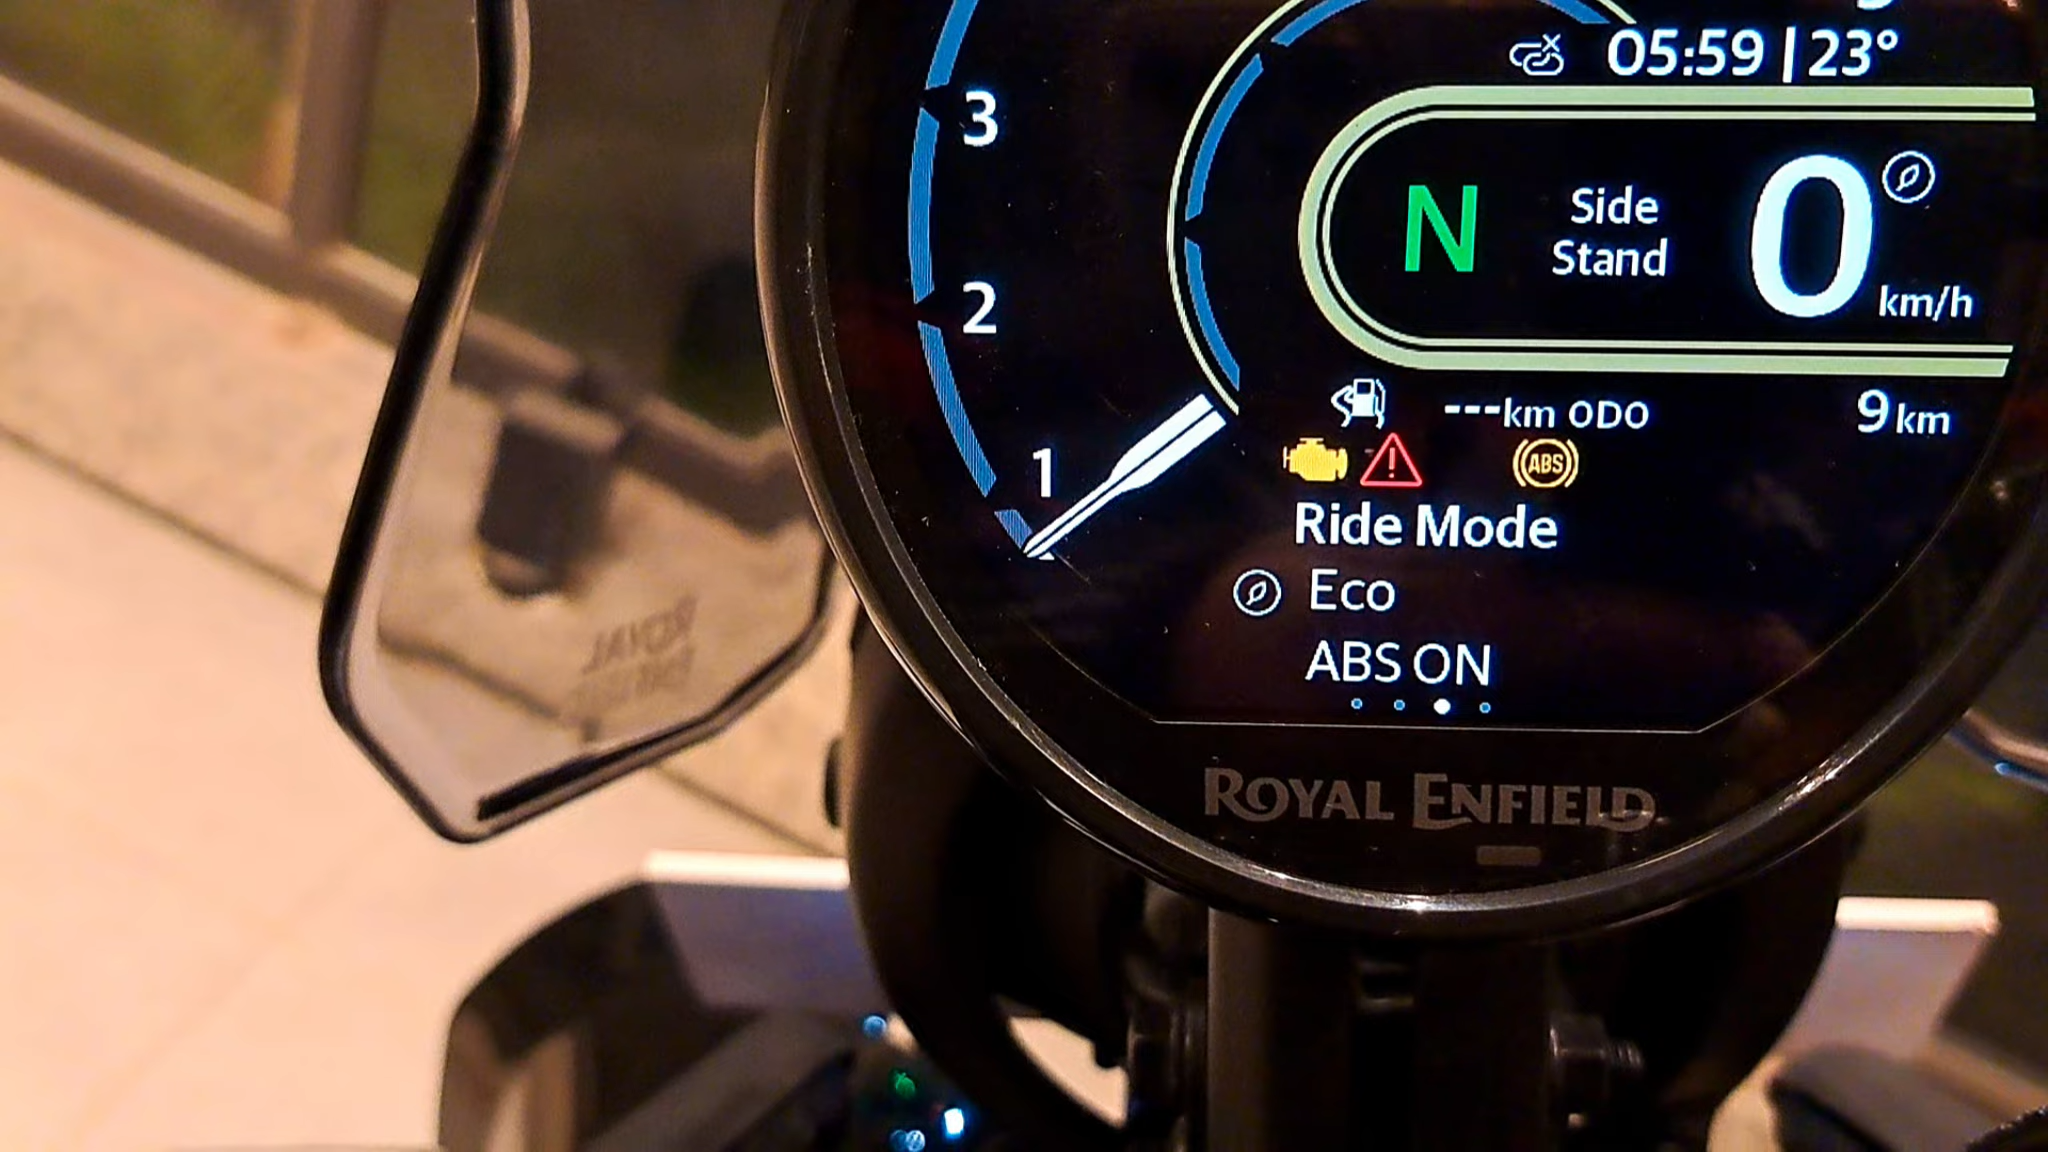 05:59 | 23°
3
N
Side
Stand
0
km/h
2
---km ODO
9 km
1
ABS
Ride Mode
Eco
ABS ON
ROYAL ENFIELD
ROYAL